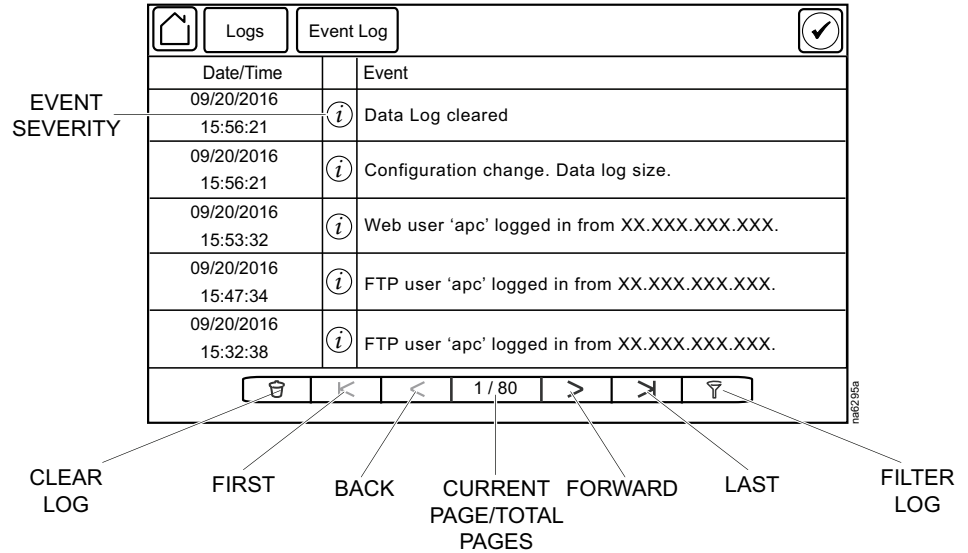 Logs
Event Log
Date/Time Event
09/20/2016
15:56:21
i Data Log cleared
09/20/2016
15:56:21
i Configuration change. Data log size.
09/20/2016
15:53:32
i Web user ‘apc’ logged in from XX.XXX.XXX.XXX.
09/20/2016
15:47:34
i FTP user ‘apc’ logged in from XX.XXX.XXX.XXX.
09/20/2016
15:32:38
i FTP user ‘apc’ logged in from XX.XXX.XXX.XXX.
1 / 80
EVENT
SEVERITY
CLEAR
LOG
FIRST
BACK
CURRENT
PAGE/TOTAL
PAGES
FORWARD
LAST
FILTER
LOG
na6295a